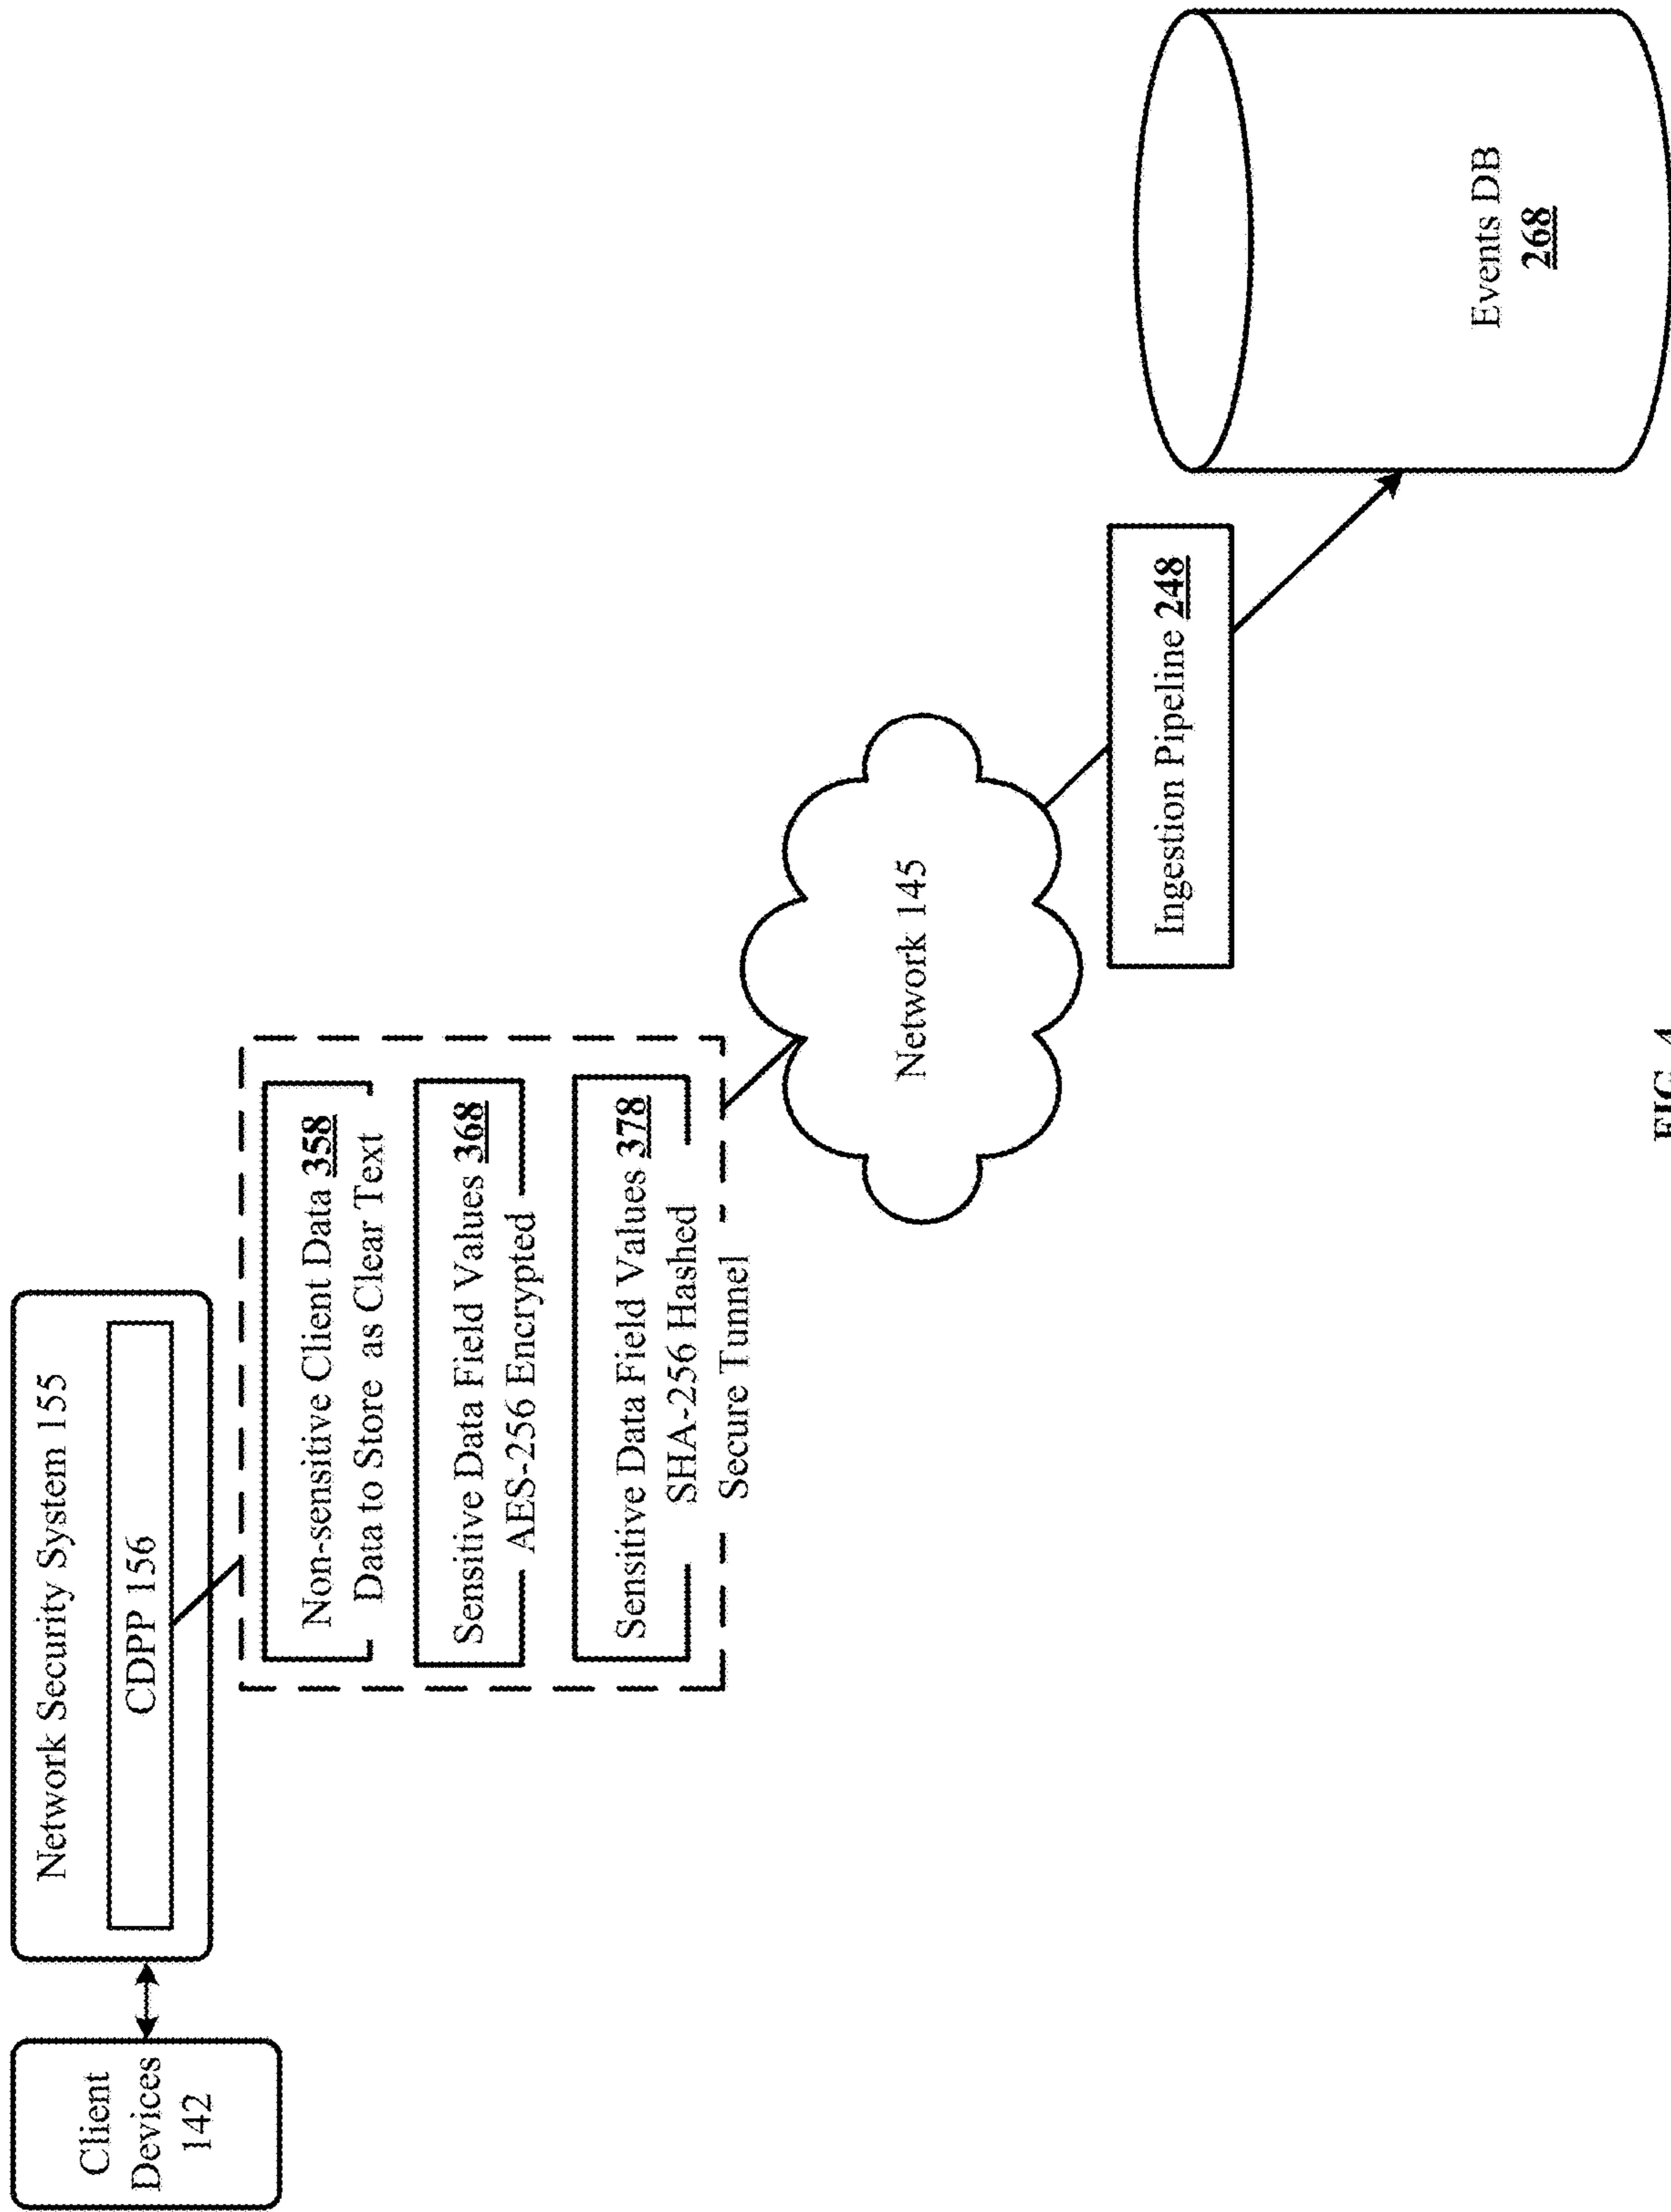 Client
Devices
142
Network Security System 155
CDPP 156
Non-sensitive Client Data 358
Data to Store as Clear Text
Sensitive Data Field Values 368
AES-256 Encrypted
Sensitive Data Field Values 378
SHA-256 Hashed
Secure Tunnel
Network 145
Ingestion Pipeline 248
Events DB
268
FIG. 4